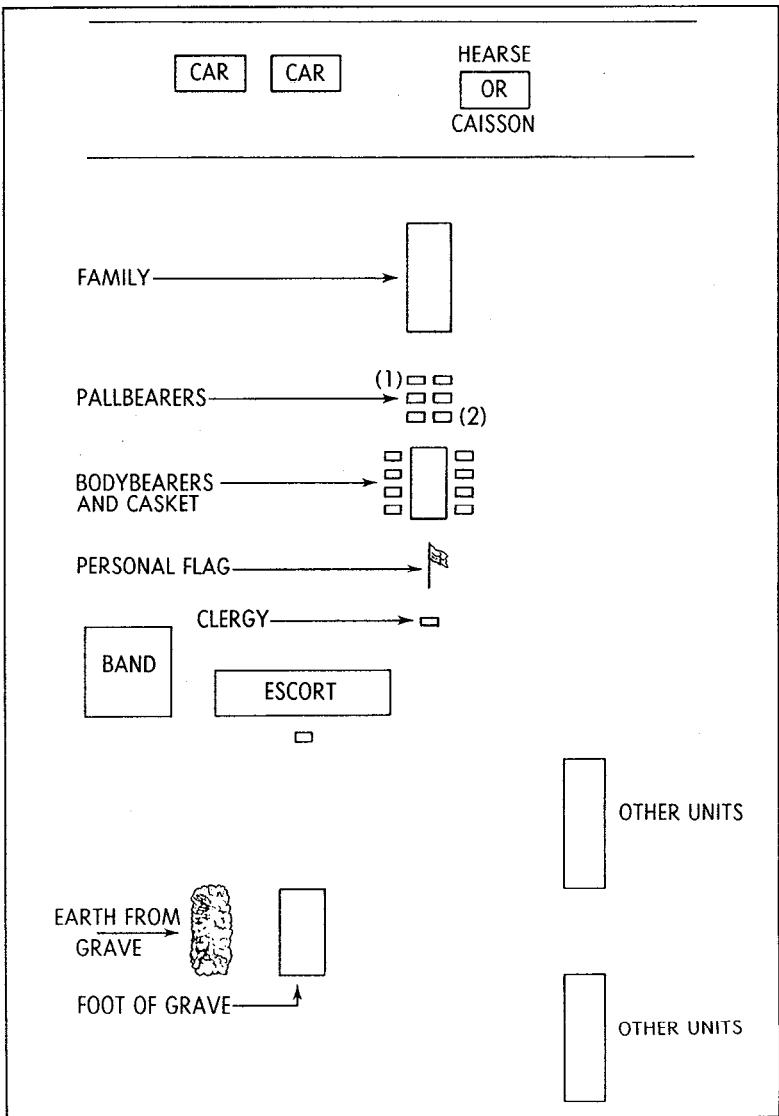 CAR
CAR
HEARSE
OR
CAISSON
FAMILY
(1)
PALLBEARERS
(2)
BODYBEARERS
AND CASKET
PERSONAL FLAG
CLERGY
BAND
ESCORT
OTHER UNITS
EARTH FROM
GRAVE
FOOT OF GRAVE
OTHER UNITS